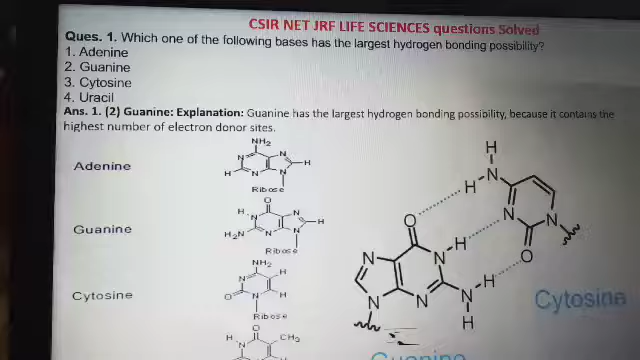 CSIR NET JRF LIFE SCIENCES questions Solved
Ques. 1. Which one of the following bases has the largest hydrogen bonding possibility?
1. Adenine
2. Guanine
3. Cytosine
4. Uracil
Ans. 1. (2) Guanine: Explanation: Guanine has the largest hydrogen bonding possibility, because it contains the
highest number of electron donor sites.
Adenine
NH₂
N
N
H
H
N
N
Ribose
Guanine
O
H
N
N
H
H₂N
N
N
Ribose
Cytosine
NH₂
N
H
O
N
H
Ribose
O
H
N
CH₃
H
H
N
O
N
N
H
O
N
N
H
N
N
N
H
H
Cytosine
Guanine